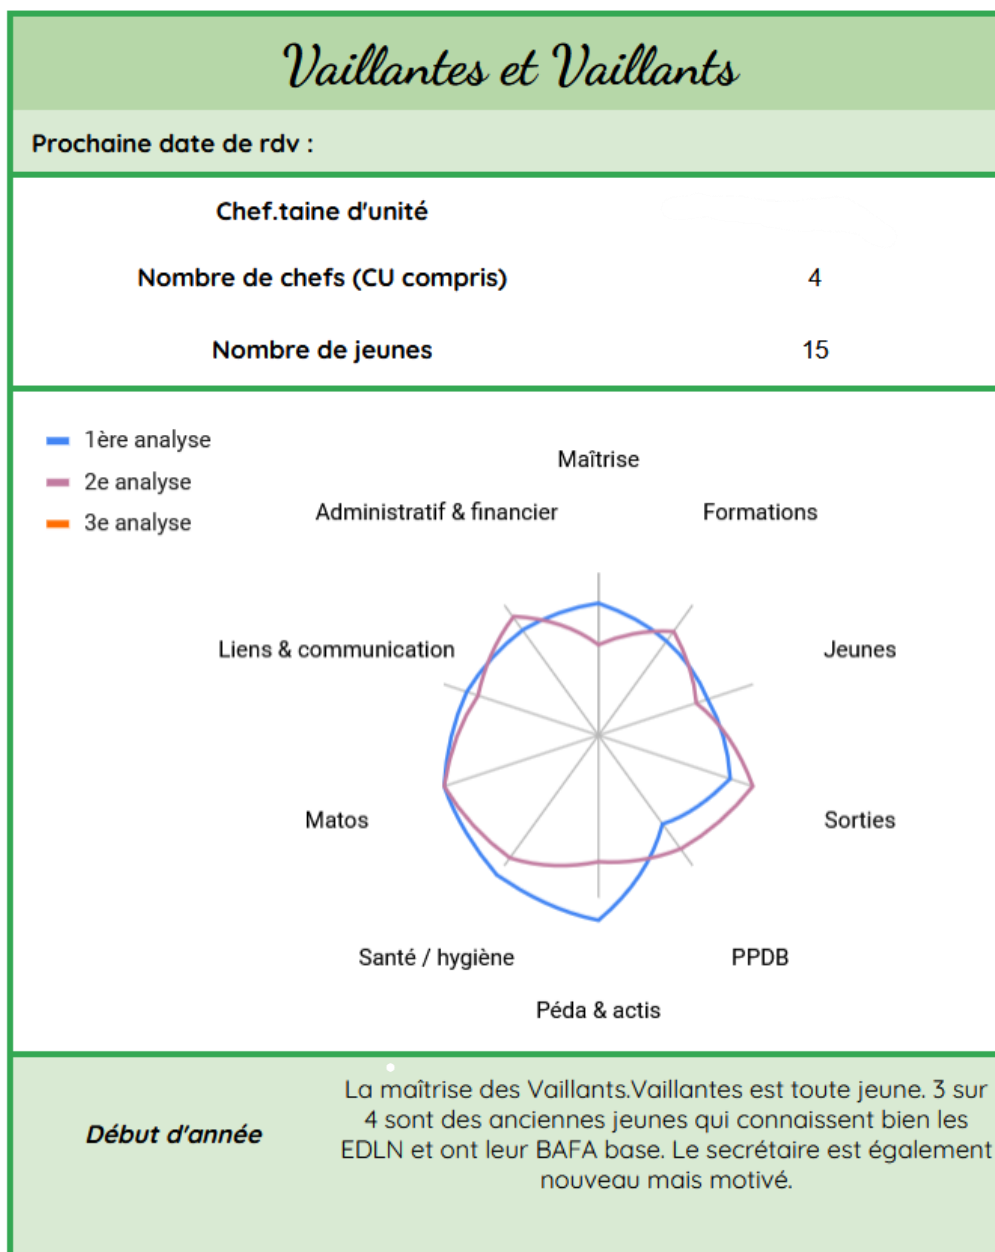 Vaillantes et Vaillants
Prochaine date de rdv :
Chef.taine d'unité
Nombre de chefs (CU compris) 4
Nombre de jeunes 15
1ère analyse
2e analyse
3e analyse
Maîtrise
Administratif & financier
Formations
Liens & communication
Jeunes
Matos
Sorties
Santé / hygiène
PPDB
Péda & actis
Début d'année
La maîtrise des Vaillants.Vaillantes est toute jeune. 3 sur
4 sont des anciennes jeunes qui connaissent bien les
EDLN et ont leur BAFA base. Le secrétaire est également
nouveau mais motivé.